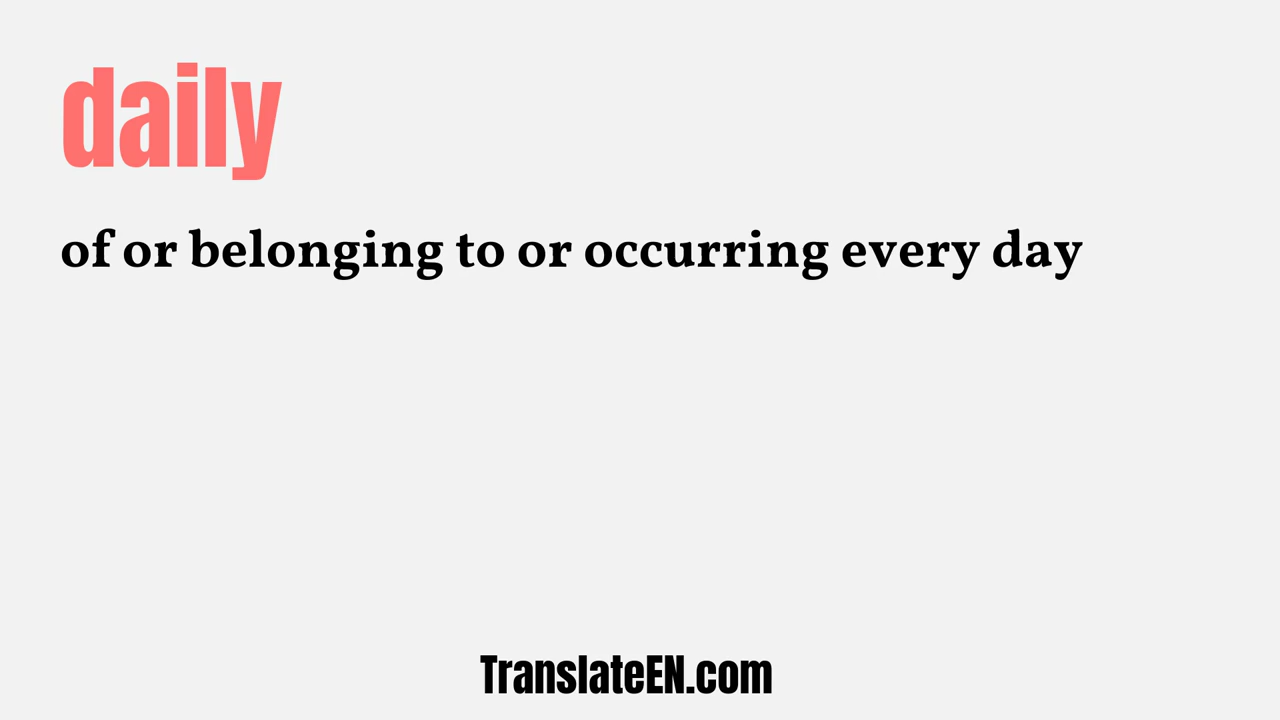 daily
of or belonging to or occurring every day
TranslateEN.com